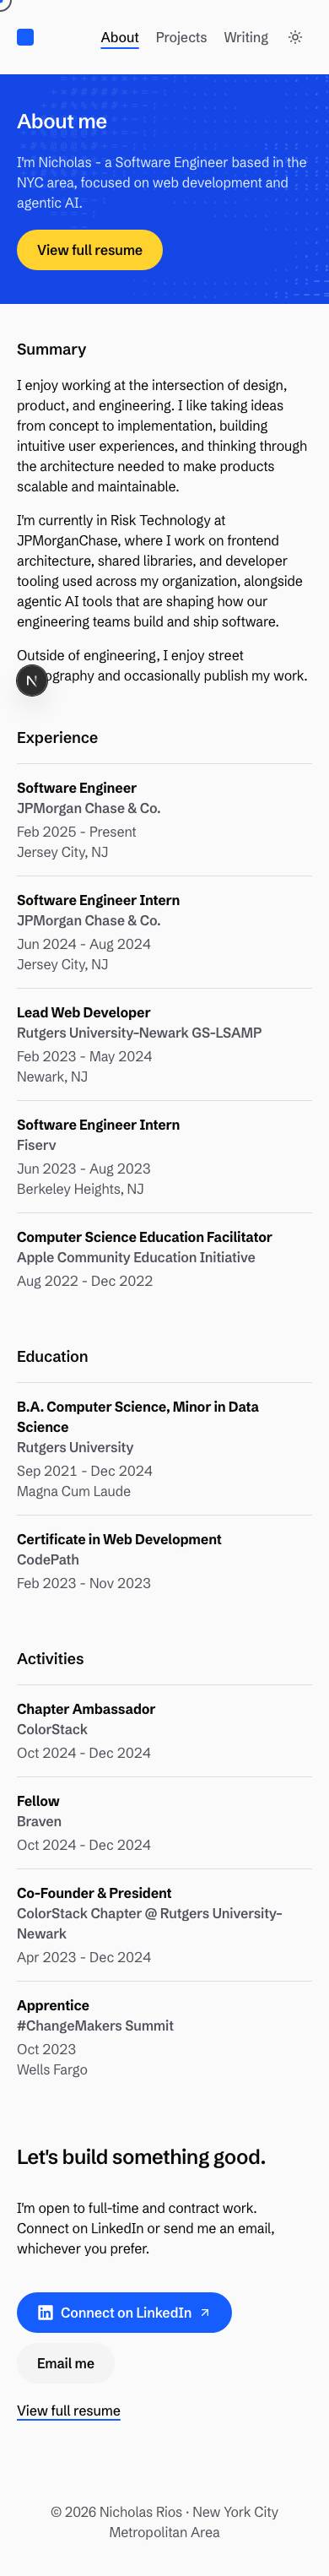 About Projects Writing
About me
I'm Nicholas - a Software Engineer based in the
NYC area, focused on web development and
agentic AI.
View full resume
Summary
I enjoy working at the intersection of design,
product, and engineering. I like taking ideas
from concept to implementation, building
intuitive user experiences, and thinking through
the architecture needed to make products
scalable and maintainable.
I'm currently in Risk Technology at
JPMorganChase, where I work on frontend
architecture, shared libraries, and developer
tooling used across my organization, alongside
agentic AI tools that are shaping how our
engineering teams build and ship software.
Outside of engineering, I enjoy street
and occasionally publish my work.
N
Experience
Software Engineer
JPMorgan Chase & Co.
Feb 2025 - Present
Jersey City, NJ
Software Engineer Intern
JPMorgan Chase & Co.
Jun 2024 - Aug 2024
Jersey City, NJ
Lead Web Developer
Rutgers University-Newark GS-LSAMP
Feb 2023 - May 2024
Newark, NJ
Software Engineer Intern
Fiserv
Jun 2023 - Aug 2023
Berkeley Heights, NJ
Computer Science Education Facilitator
Apple Community Education Initiative
Aug 2022 - Dec 2022
Education
B.A. Computer Science, Minor in Data
Science
Rutgers University
Sep 2021 - Dec 2024
Magna Cum Laude
Certificate in Web Development
CodePath
Feb 2023 - Nov 2023
Activities
Chapter Ambassador
ColorStack
Oct 2024 - Dec 2024
Fellow
Braven
Oct 2024 - Dec 2024
Co-Founder & President
ColorStack Chapter @ Rutgers University-
Newark
Apr 2023 - Dec 2024
Apprentice
#ChangeMakers Summit
Oct 2023
Wells Fargo
Let's build something good.
I'm open to full-time and contract work.
Connect on LinkedIn or send me an email,
whichever you prefer.
in Connect on LinkedIn ↗
Email me
View full resume
© 2026 Nicholas Rios · New York City
Metropolitan Area